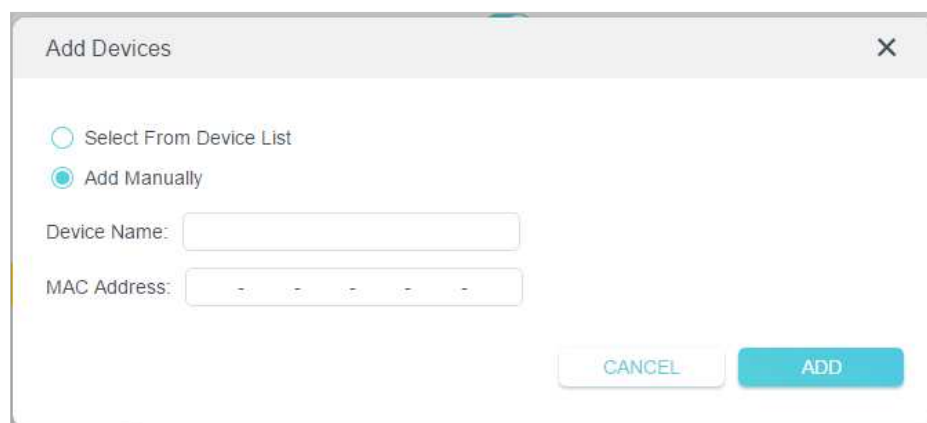 Add Devices
Select From Device List
Add Manually
Device Name:
MAC Address: - - - - -
CANCEL ADD